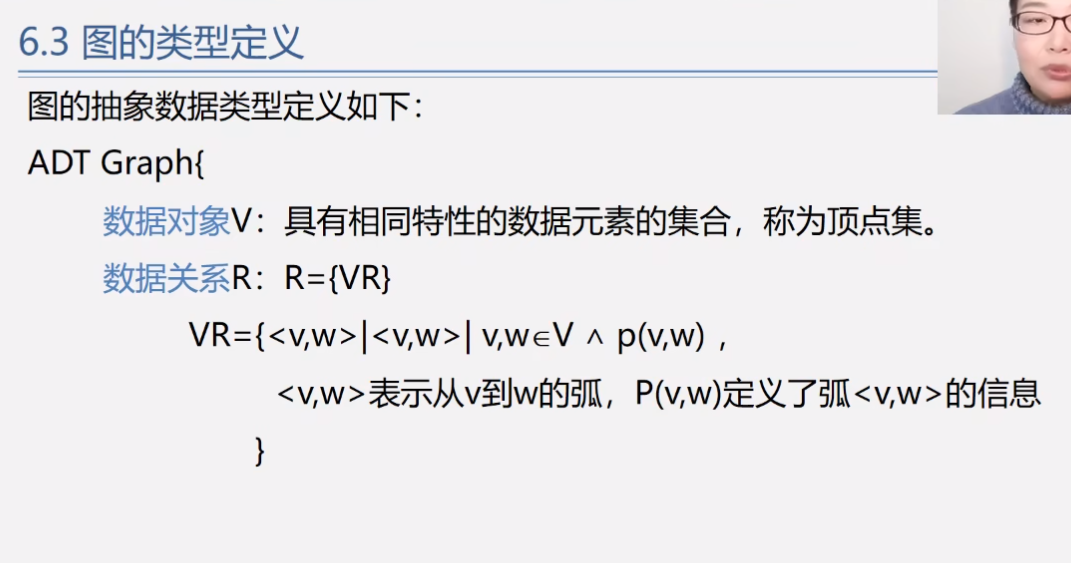 6.3 图的类型定义
图的抽象数据类型定义如下：
ADT Graph{
数据对象V：具有相同特性的数据元素的集合，称为顶点集。
数据关系R：R={VR}
VR={<v,w>|<v,w>| v,w∈V ∧ p(v,w) ，
<v,w>表示从v到w的弧，P(v,w)定义了弧<v,w>的信息
}